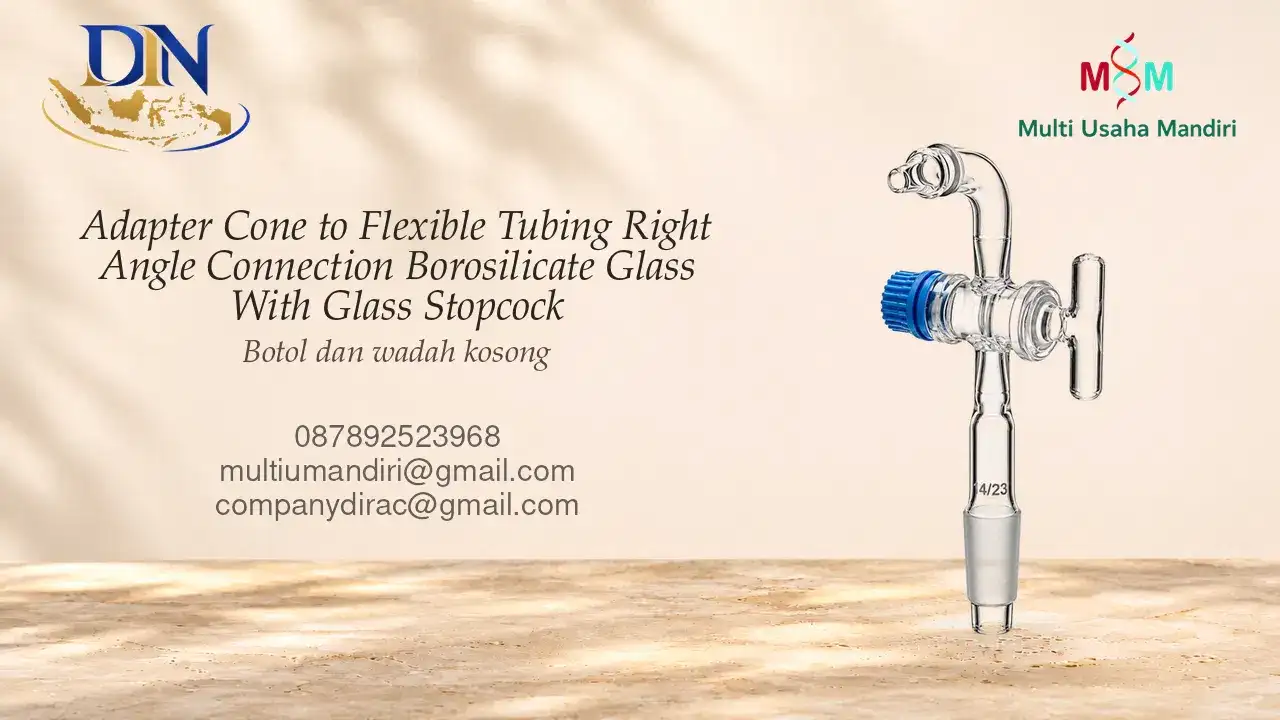 DIN
MSM
Multi Usaha Mandiri
Adapter Cone to Flexible Tubing Right
Angle Connection Borosilicate Glass
With Glass Stopcock
Botol dan wadah kosong
087892523968
multiumandiri@gmail.com
companydirac@gmail.com
14/23